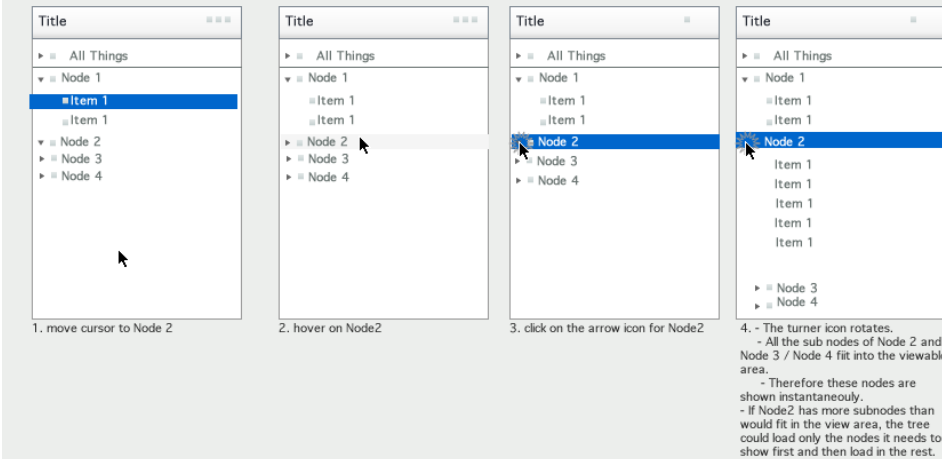 Title
All Things
Node 1
Item 1
Item 1
Node 2
Node 3
Node 4
1. move cursor to Node 2
Title
All Things
Node 1
Item 1
Item 1
Node 2
Node 3
Node 4
2. hover on Node2
Title
All Things
Node 1
Item 1
Item 1
Node 2
Node 3
Node 4
3. click on the arrow icon for Node2
Title
All Things
Node 1
Item 1
Item 1
Node 2
Item 1
Item 1
Item 1
Item 1
Item 1
Node 3
Node 4
4. - The turner icon rotates.
- All the sub nodes of Node 2 and
Node 3 / Node 4 fiit into the viewable
area.
- Therefore these nodes are
shown instantaneouly.
- If Node2 has more subnodes than
would fit in the view area, the tree
could load only the nodes it needs to
show first and then load in the rest.